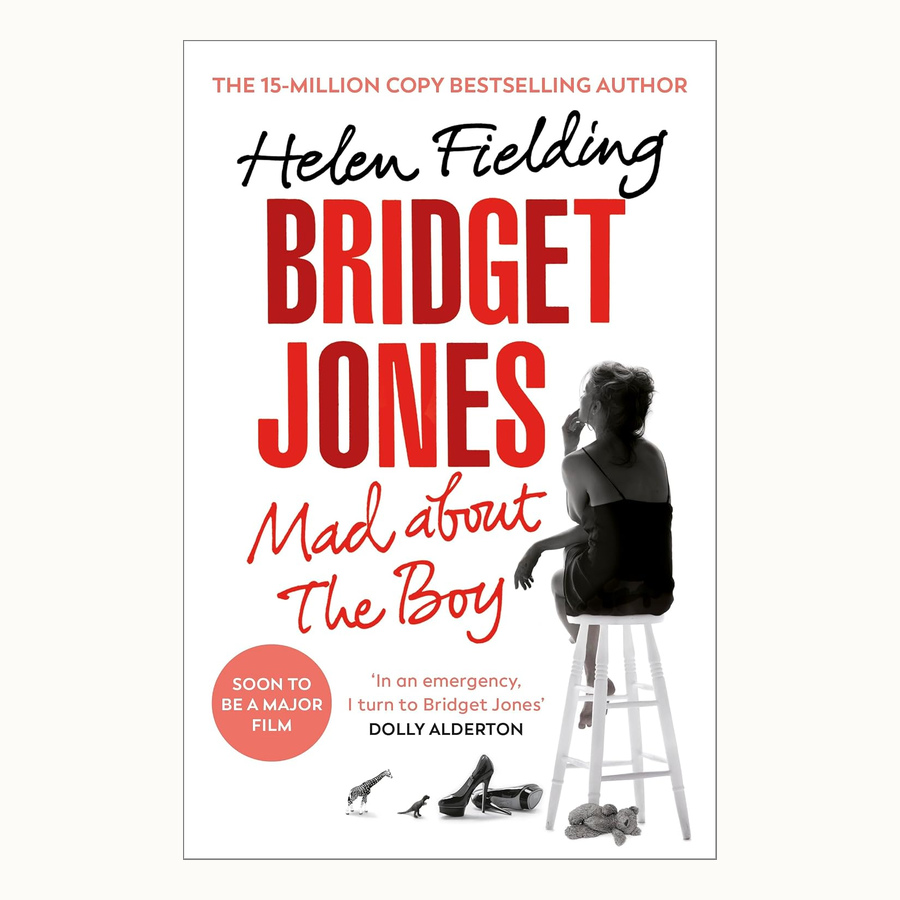 THE 15-MILLION COPY BESTSELLING AUTHOR
Helen Fielding
BRIDGET
JONES
Mad about
The Boy
SOON TO
BE A MAJOR
FILM
‘In an emergency,
I turn to Bridget Jones’
DOLLY ALDERTON